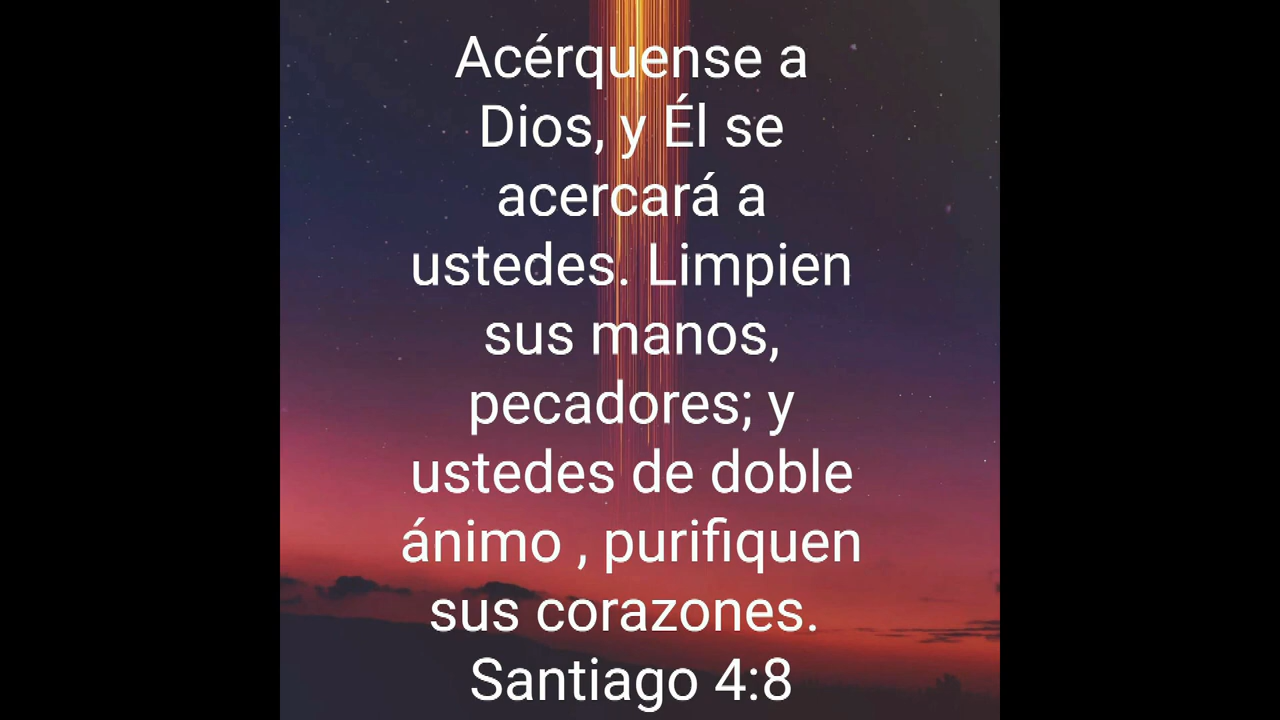 Acérquense a
Dios, y Él se
acercará a
ustedes. Limpien
sus manos,
pecadores; y
ustedes de doble
ánimo , purifiquen
sus corazones.
Santiago 4:8